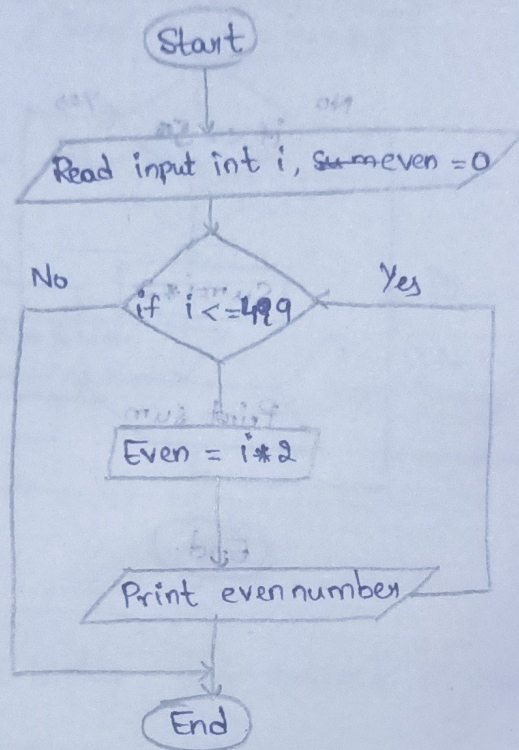 Start
Read input int i, even = 0
No
Yes
if i <= 499
Even = i * 2
Print even number
End